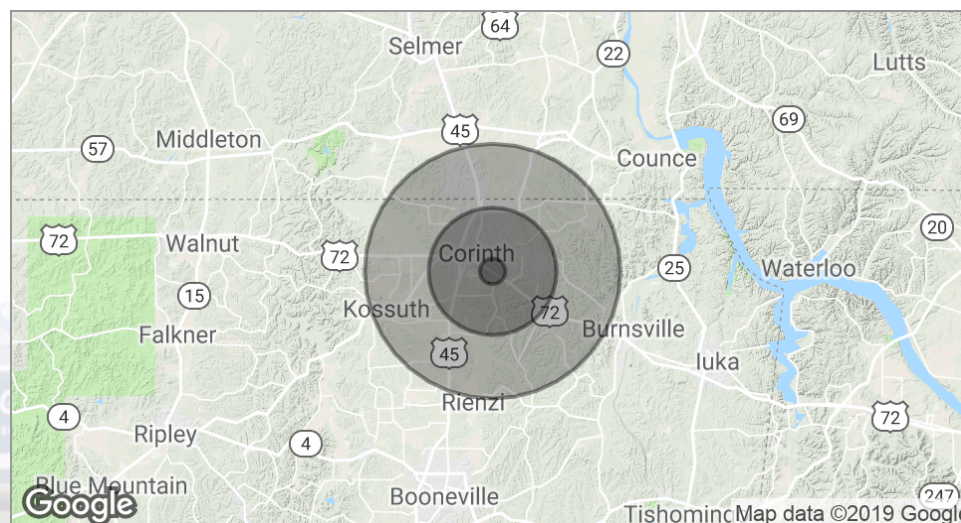 64
Selmer
22
Lutts
69
45
Middleton
57
Counce
20
72
Walnut
72
Corinth
25
Waterloo
15
Kossuth
72
Falkner
Burnsville
45
Iuka
Rienzi
4
72
Ripley
4
Blue Mountain
Booneville
247
Google
Tishoming
Map data ©2019 Google